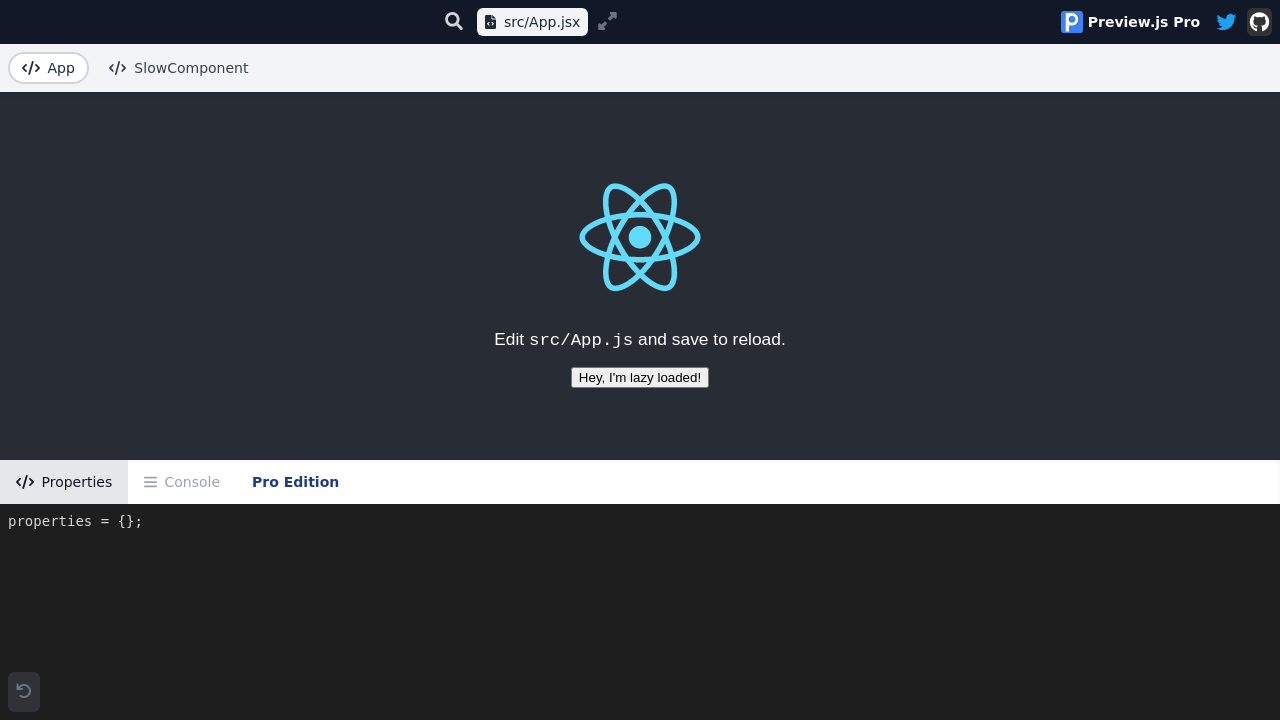 src/App.jsx
Preview.js Pro
App
SlowComponent
Edit src/App.js and save to reload.
Hey, I'm lazy loaded!
Properties
Console
Pro Edition
properties = {};